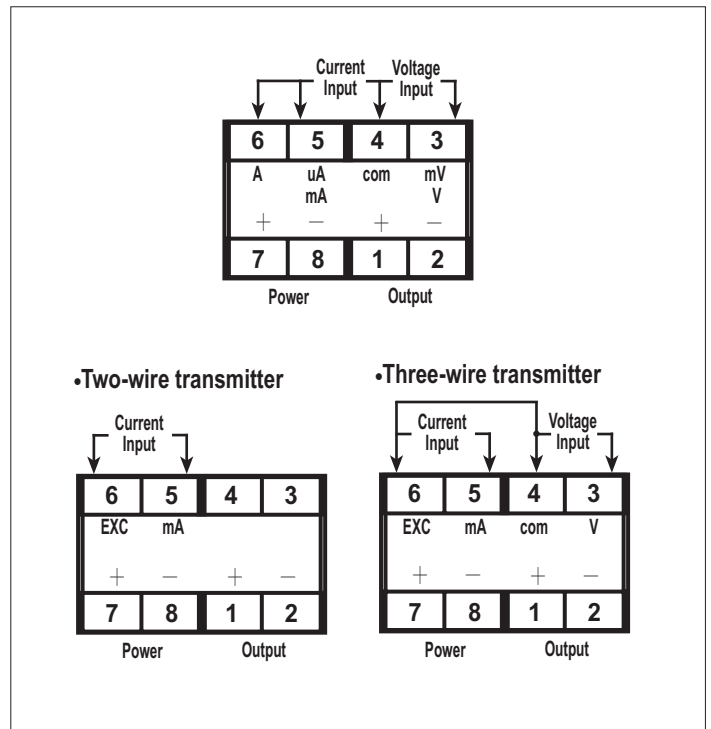 Current Voltage
Input Input
6 5 4 3
A uA com mV
mA V
+ — + —
7 8 1 2
Power Output
•Two-wire transmitter
Current
Input
6 5 4 3
EXC mA
+ — + —
7 8 1 2
Power Output
•Three-wire transmitter
Current Voltage
Input Input
6 5 4 3
EXC mA com V
+ — + —
7 8 1 2
Power Output